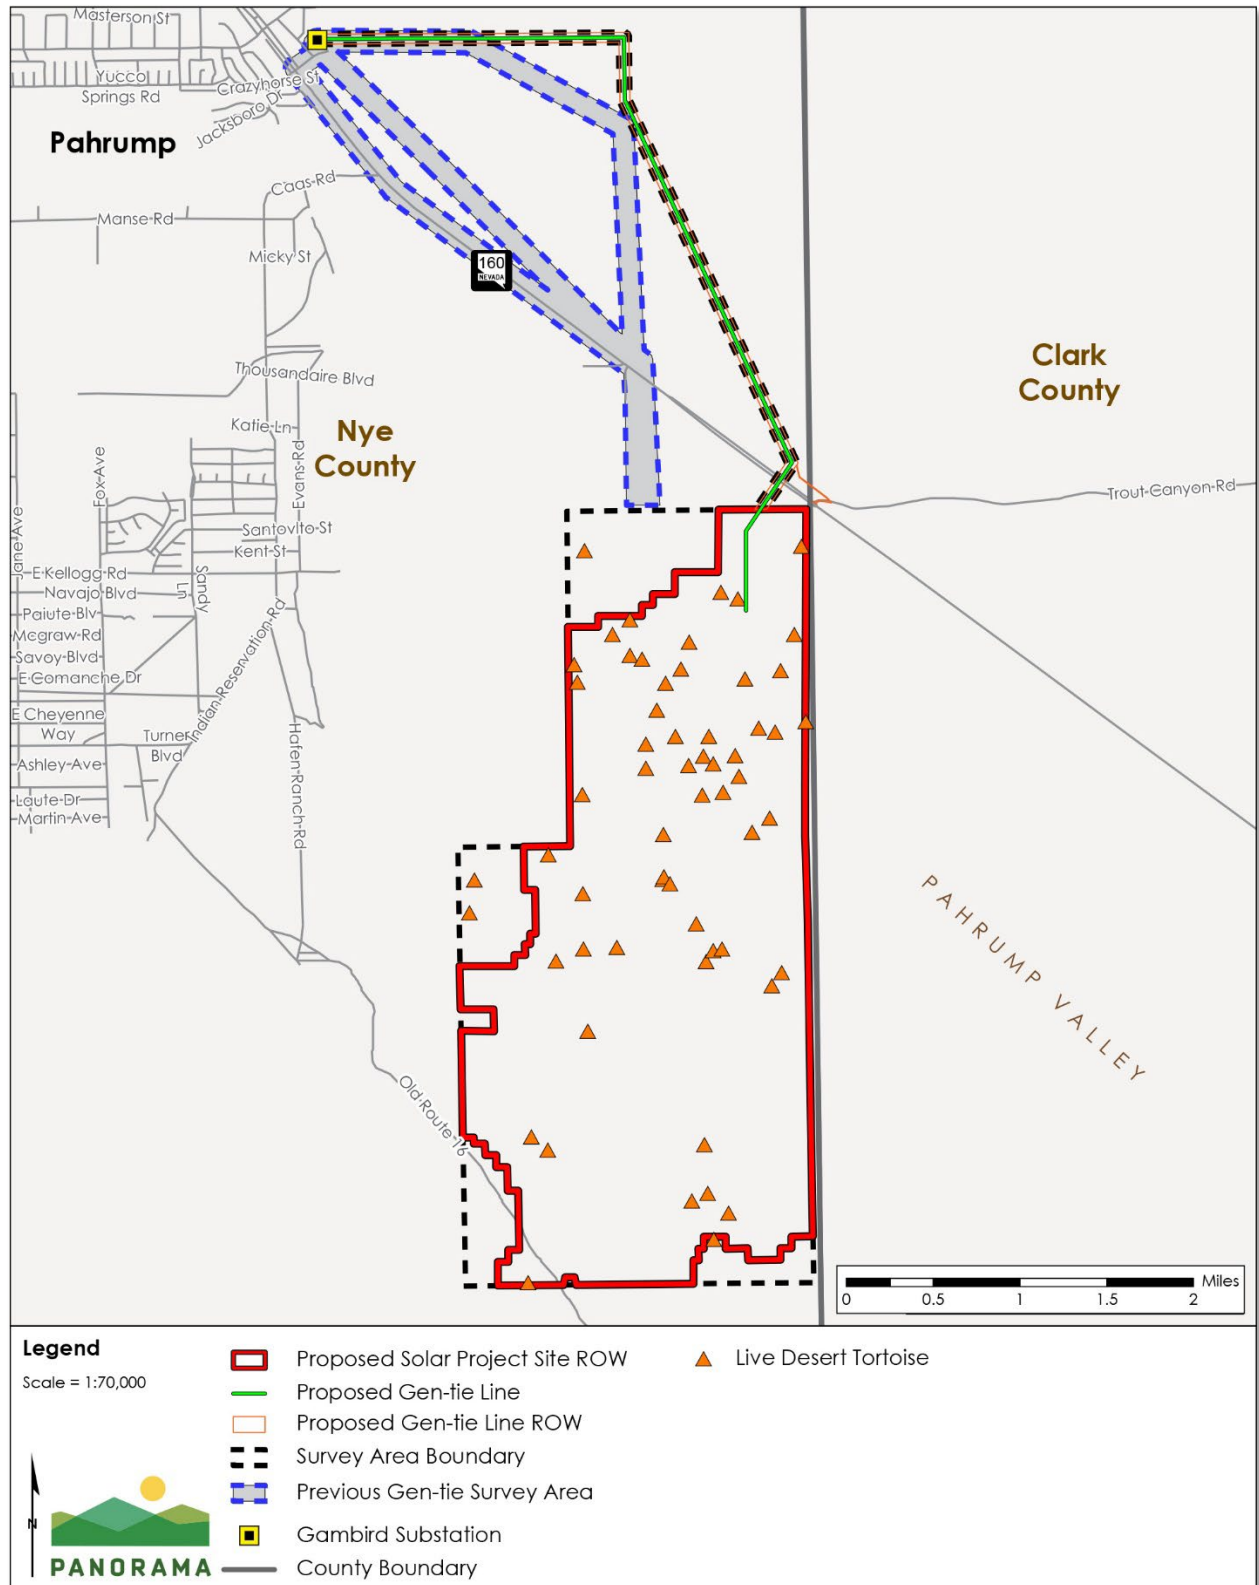 Masterson St
Yucco
Springs Rd
Crazyhorse St
Jacksboro Dr
Pahrump
Caas Rd
Manse Rd
Micky St
160
NEVADA
Thousandaire Blvd
Clark
County
Katie Ln
Nye
County
Evans Rd
Fox Ave
Trout Canyon Rd
Jane Ave
Santovito St
Kent St
E Kellogg Rd
Navajo Blvd
Sandy
Ln
Paiute Blv
Mcgraw Rd
Savoy Blvd
E Comanche Dr
Indian Reservation Rd
E Cheyenne
Way
Turner
Blvd
Hafen Ranch Rd
Ashley Ave
Laute Dr
Martin Ave
PAHRUMP VALLEY
Old Route 16
Miles
0 0.5 1 1.5 2
Legend
Scale = 1:70,000
Proposed Solar Project Site ROW
Live Desert Tortoise
Proposed Gen-tie Line
Proposed Gen-tie Line ROW
Survey Area Boundary
Previous Gen-tie Survey Area
Gambird Substation
County Boundary
N
PANORAMA